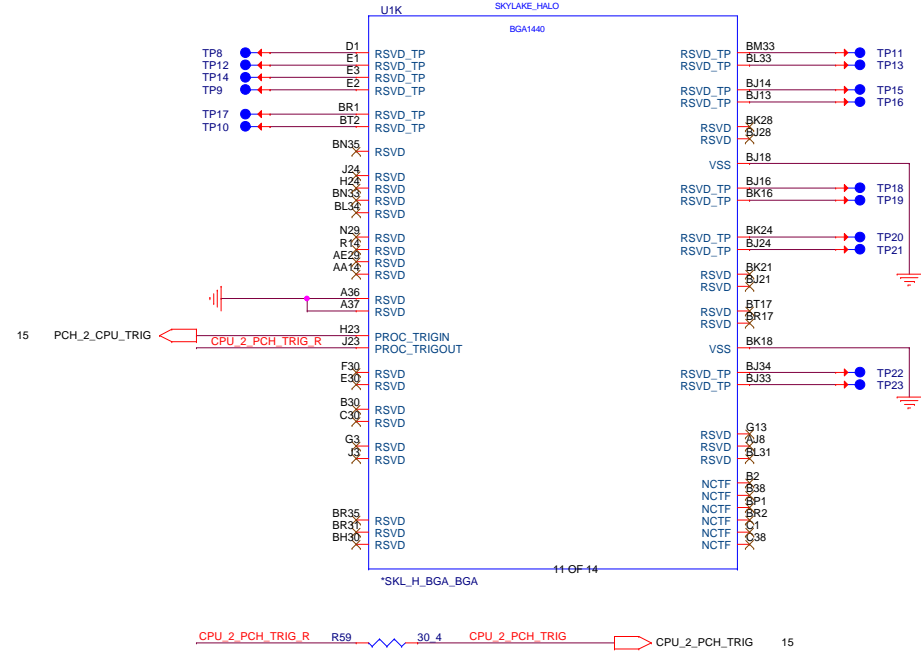 U1K
SKYLAKE_HALO
BGA1440
TP8 D1 RSVD_TP
TP12 E1 RSVD_TP
TP14 E3 RSVD_TP
TP9 E2 RSVD_TP
TP17 BR1 RSVD_TP
TP10 BT2 RSVD_TP
BN35 RSVD
J24 RSVD
H24 RSVD
BN33 RSVD
BL34 RSVD
N29 RSVD
R14 RSVD
AE29 RSVD
AA14 RSVD
A36 RSVD
A37 RSVD
15 PCH_2_CPU_TRIG H23 PROC_TRIGIN
CPU_2_PCH_TRIG_R J23 PROC_TRIGOUT
F30 RSVD
E30 RSVD
B30 RSVD
C30 RSVD
G3 RSVD
J3 RSVD
BR35 RSVD
BR31 RSVD
BH30 RSVD
RSVD_TP BM33 TP11
RSVD_TP BL33 TP13
RSVD_TP BJ14 TP15
RSVD_TP BJ13 TP16
RSVD BK28
RSVD BJ28
VSS BJ18
RSVD_TP BJ16 TP18
RSVD_TP BK16 TP19
RSVD_TP BK24 TP20
RSVD_TP BJ24 TP21
RSVD BK21
RSVD BJ21
RSVD BT17
RSVD BR17
VSS BK18
RSVD_TP BJ34 TP22
RSVD_TP BJ33 TP23
RSVD G13
RSVD AJ8
RSVD BL31
NCTF B2
NCTF B38
NCTF BP1
NCTF BR2
NCTF C1
NCTF C38
11 OF 14
*SKL_H_BGA_BGA
CPU_2_PCH_TRIG_R R59 30_4 CPU_2_PCH_TRIG CPU_2_PCH_TRIG 15